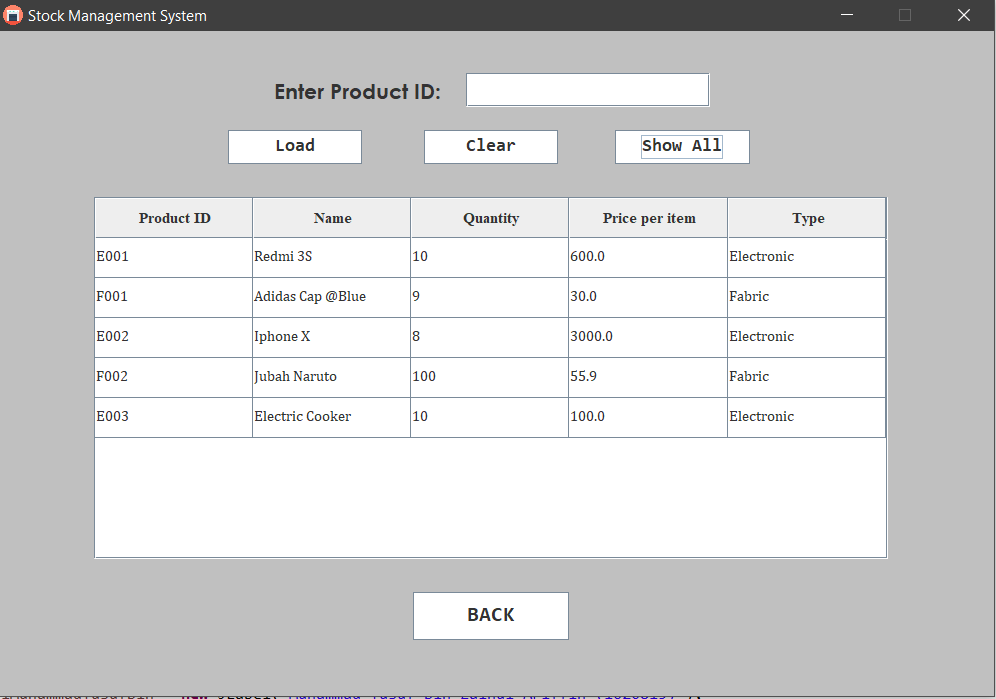 Stock Management System
Enter Product ID:
Load Clear Show All
Product ID Name Quantity Price per item Type
E001 Redmi 3S 10 600.0 Electronic
F001 Adidas Cap @Blue 9 30.0 Fabric
E002 Iphone X 8 3000.0 Electronic
F002 Jubah Naruto 100 55.9 Fabric
E003 Electric Cooker 10 100.0 Electronic
BACK